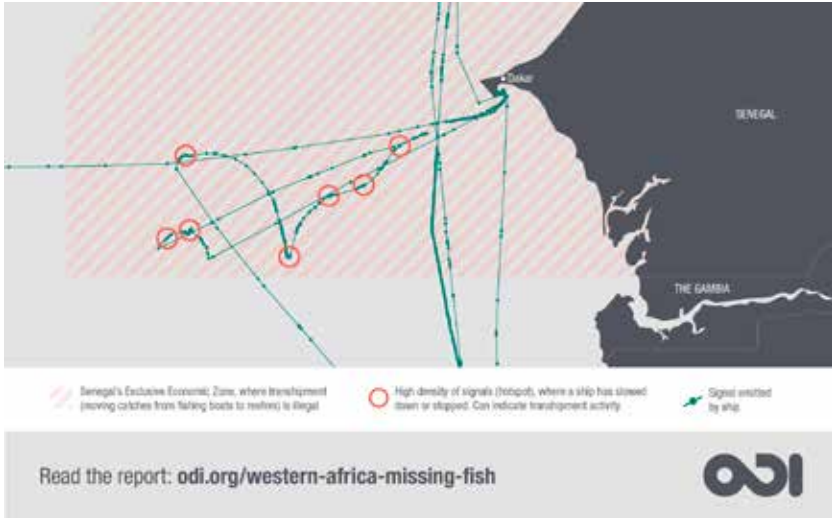 Dakar
SENEGAL
THE GAMBIA
Senegal's Exclusive Economic Zone, where transhipment
(moving catches from fishing boats to reefers) is illegal
High density of signals (hotspot), where a ship has slowed
down or stopped. Can indicate transhipment activity.
Signal emitted
by ship
Read the report: odi.org/western-africa-missing-fish
ODI